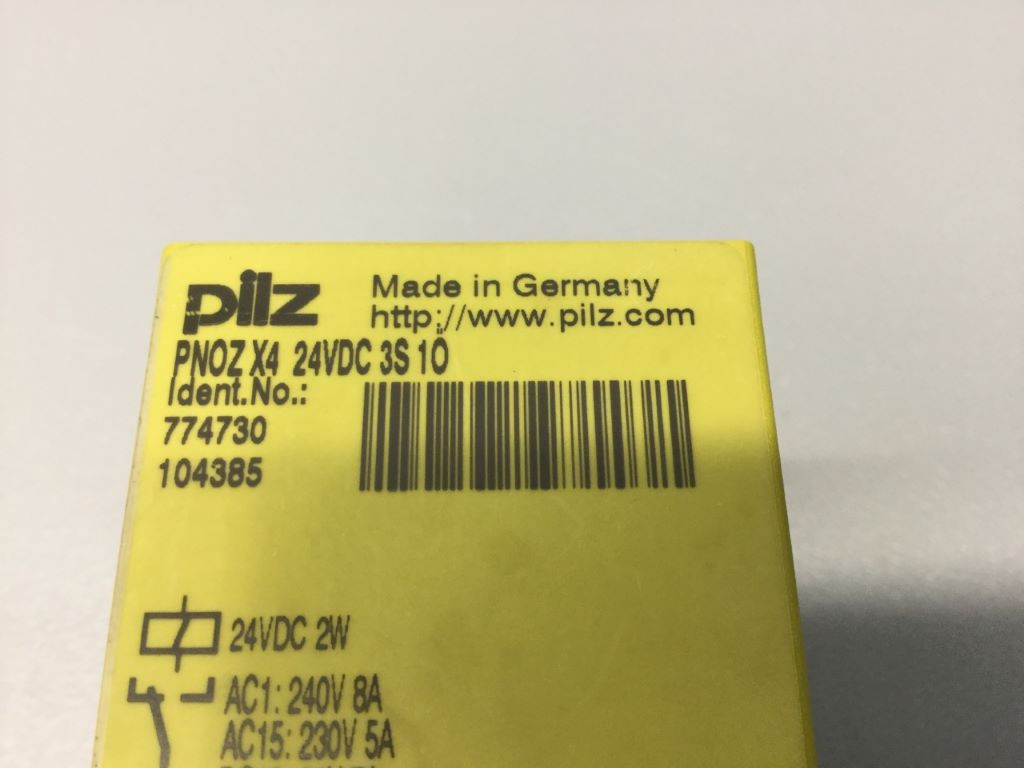 pilz
Made in Germany
http://www.pilz.com
PNOZ X4 24VDC 3S 1Ö
Ident.No.:
774730
104385
24VDC 2W
AC1: 240V 8A
AC15: 230V 5A